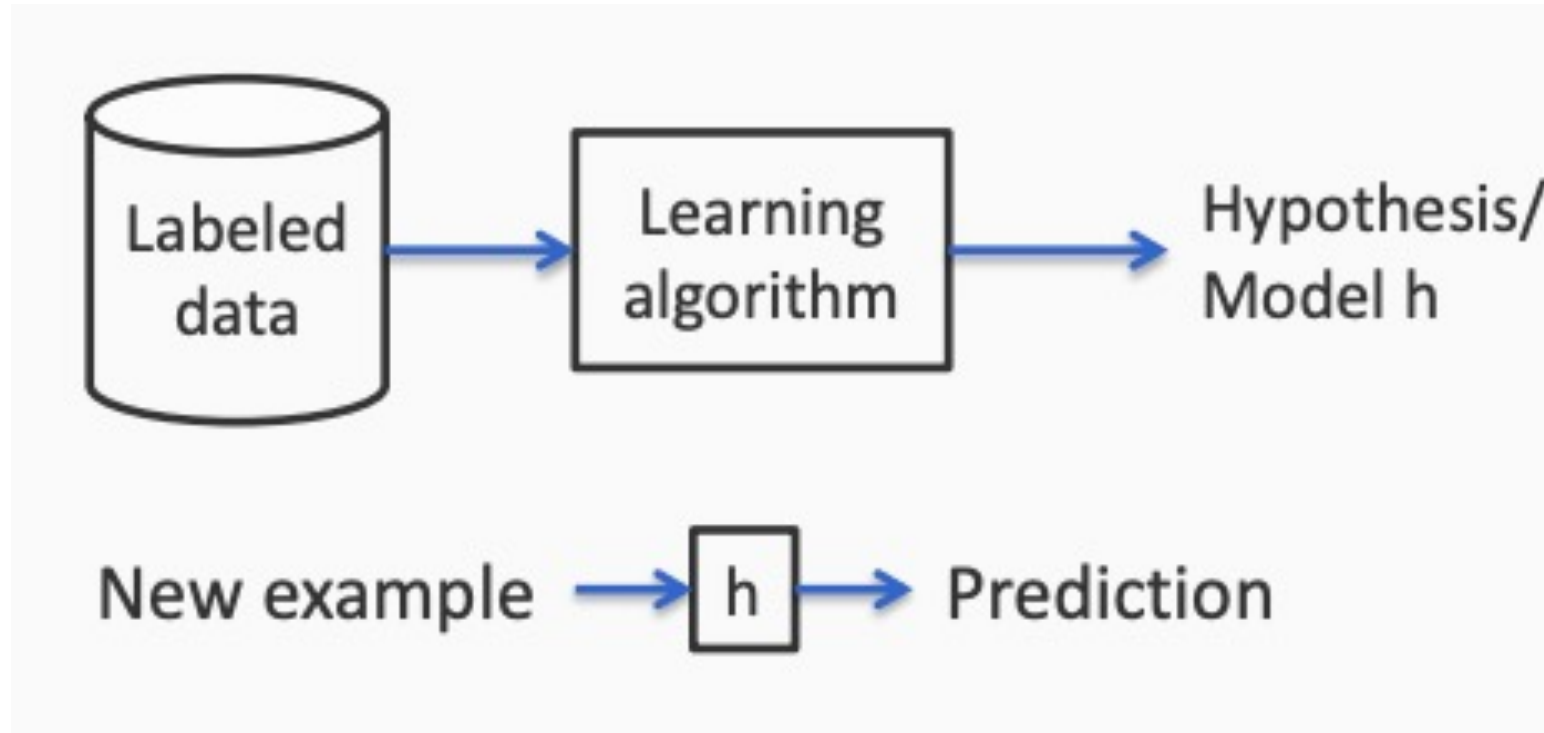 Labeled
data
Learning
algorithm
Hypothesis/
Model h
New example
h
Prediction